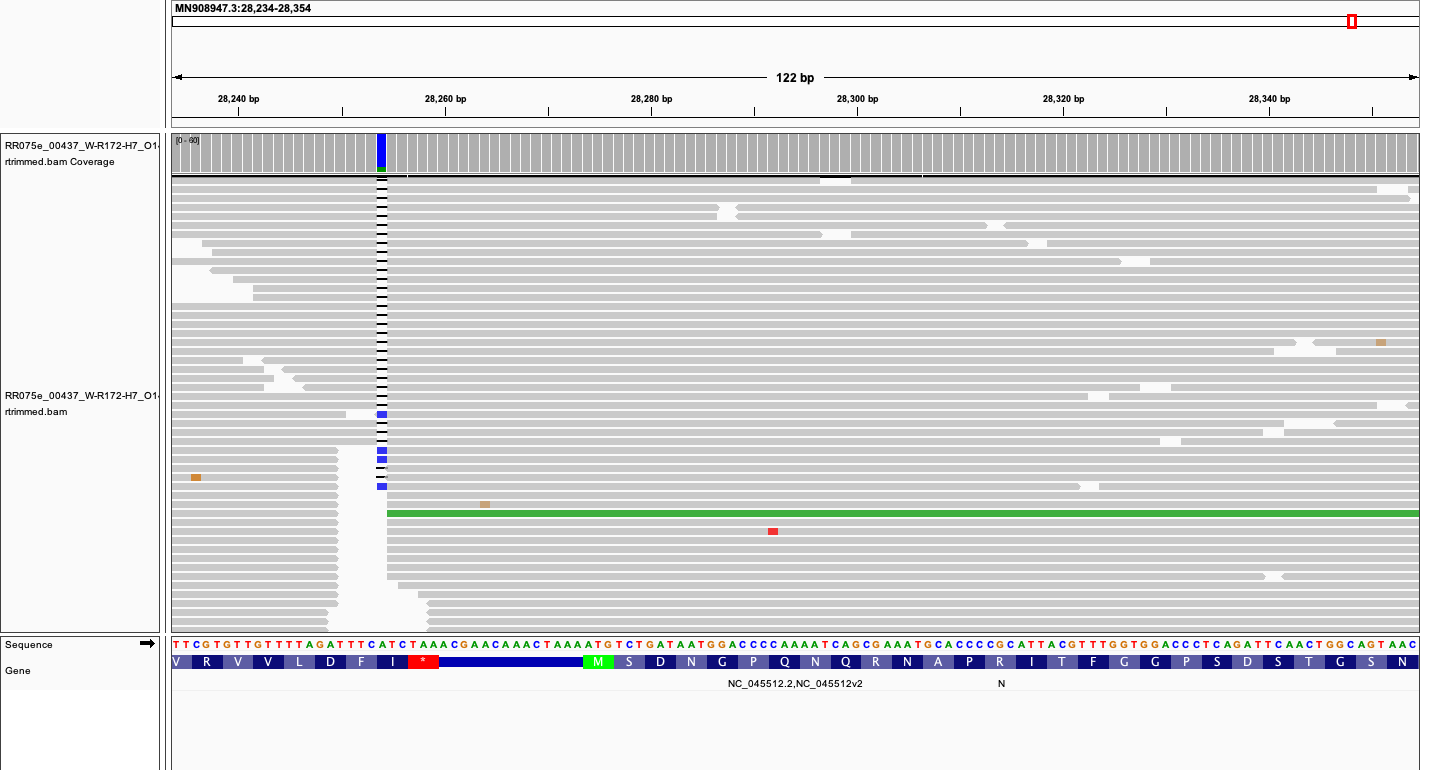 MN908947.3:28,234-28,354
122 bp
28,240 bp 28,260 bp 28,280 bp 28,300 bp 28,320 bp 28,340 bp
RR075e_00437_W-R172-H7_O1
rtrimmed.bam Coverage
[0 - 60]
RR075e_00437_W-R172-H7_O1
rtrimmed.bam
Sequence
TTCGTGTTGTTTTAGATTTCATCTAAACGAACAAACTAAAATGTCTGATAATGGACCCCAAAATCAGCGAAATGCACCCCGCATTACGTTTGGTGGACCCTCAGATTCAACTGGCAGTAAC
Gene
V R V V L D F I * M S D N G P Q N Q R N A P R I T F G G P S D S T G S N
NC_045512.2,NC_045512v2 N